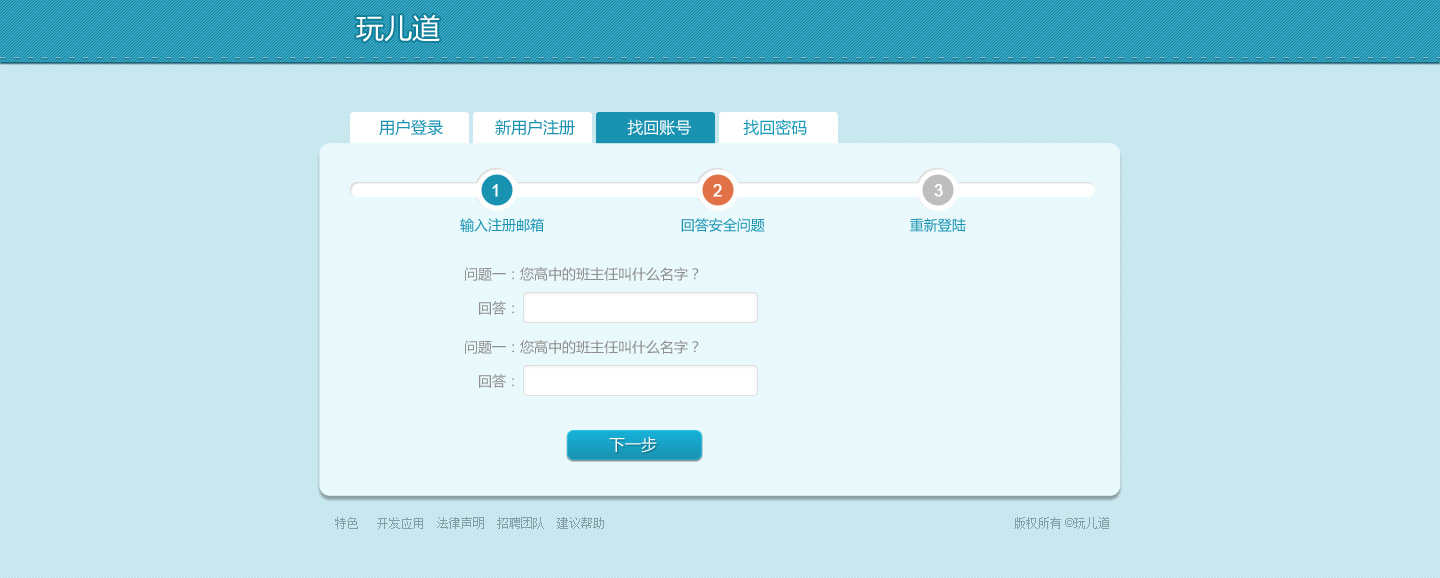 玩儿道
用户登录 新用户注册 找回账号 找回密码
1 2 3
输入注册邮箱 回答安全问题 重新登陆
问题一：您高中的班主任叫什么名字？
回答：
问题一：您高中的班主任叫什么名字？
回答：
下一步
特色 开发应用 法律声明 招聘团队 建议帮助 版权所有 ©玩儿道